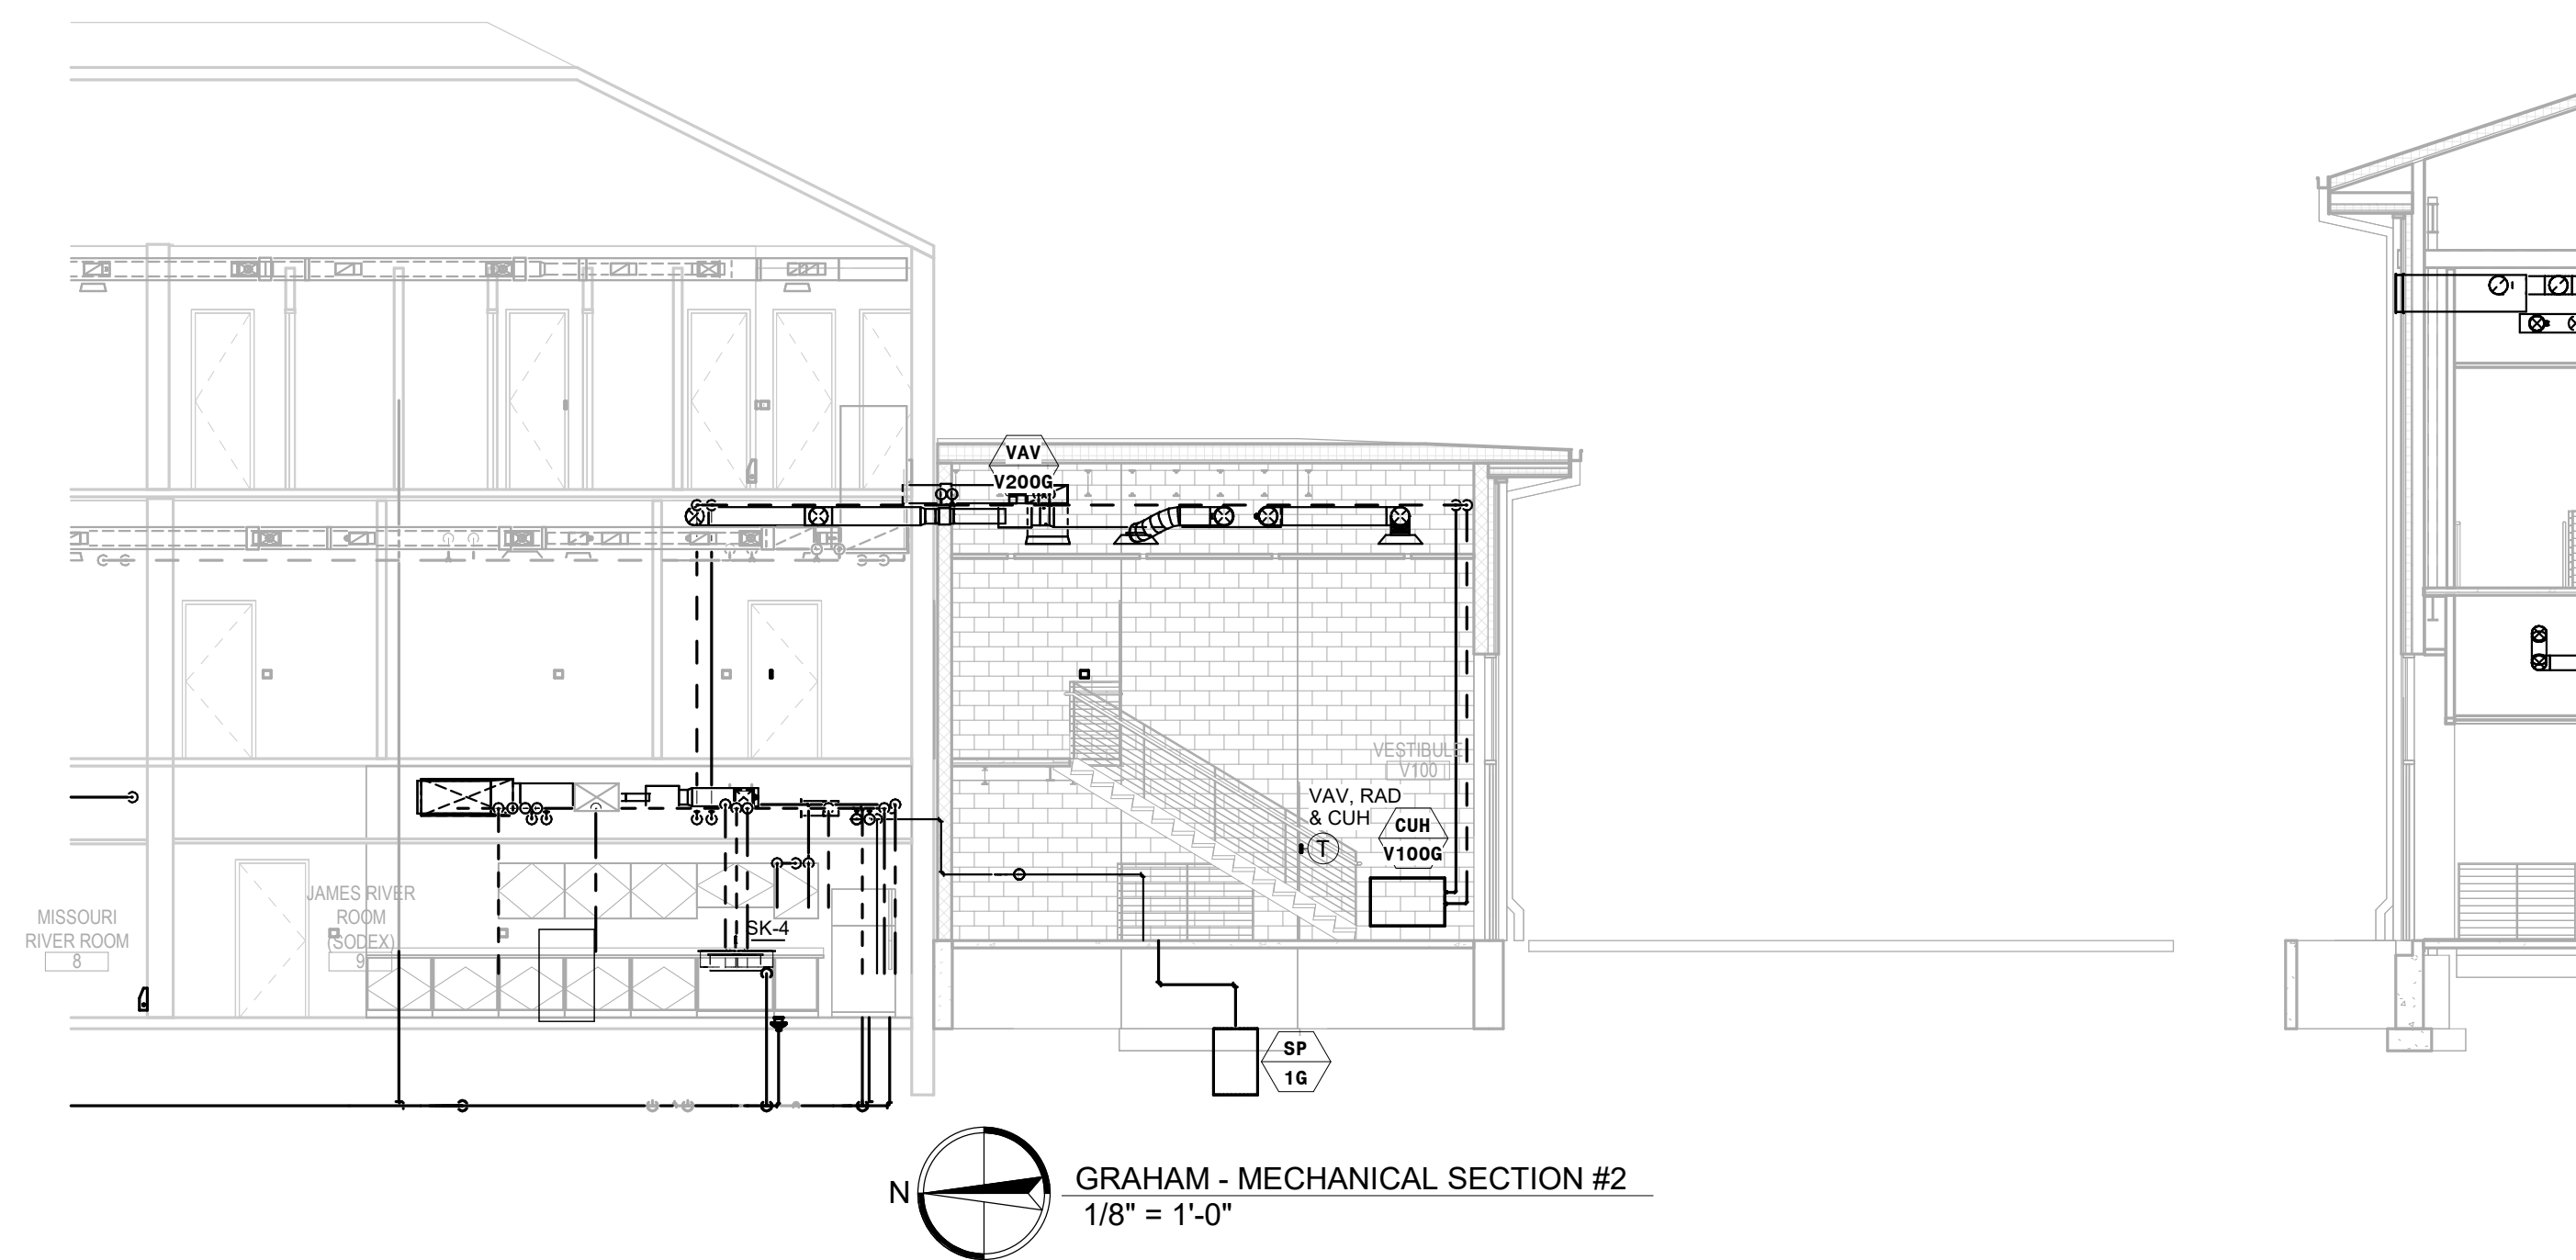 VAV
V200G
VESTIBULE
V100
VAV, RAD
& CUH
T
CUH
V100G
JAMES RIVER
ROOM
(SODEX)
9
MISSOURI
RIVER ROOM
8
SK-4
SP
1G
N
GRAHAM - MECHANICAL SECTION #2
1/8" = 1'-0"